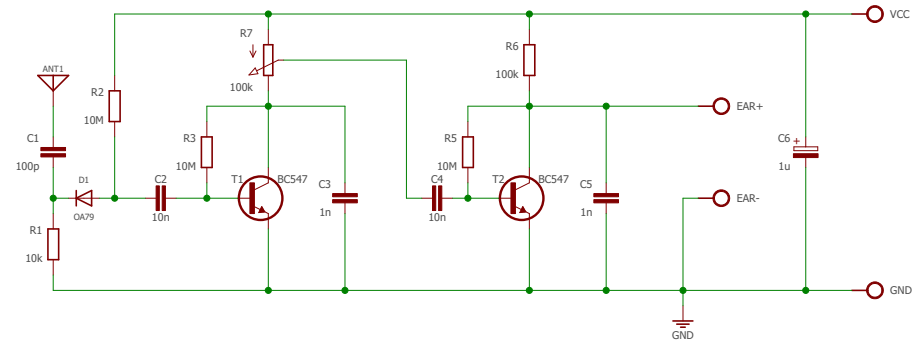 VCC
R7
R6
100k
100k
ANT1
R2
10M
EAR+
C1
100p
R3
10M
R5
10M
C6
+
1u
D1
OA79
C2
10n
T1
BC547
C3
1n
C4
10n
T2
BC547
C5
1n
EAR-
R1
10k
GND
GND